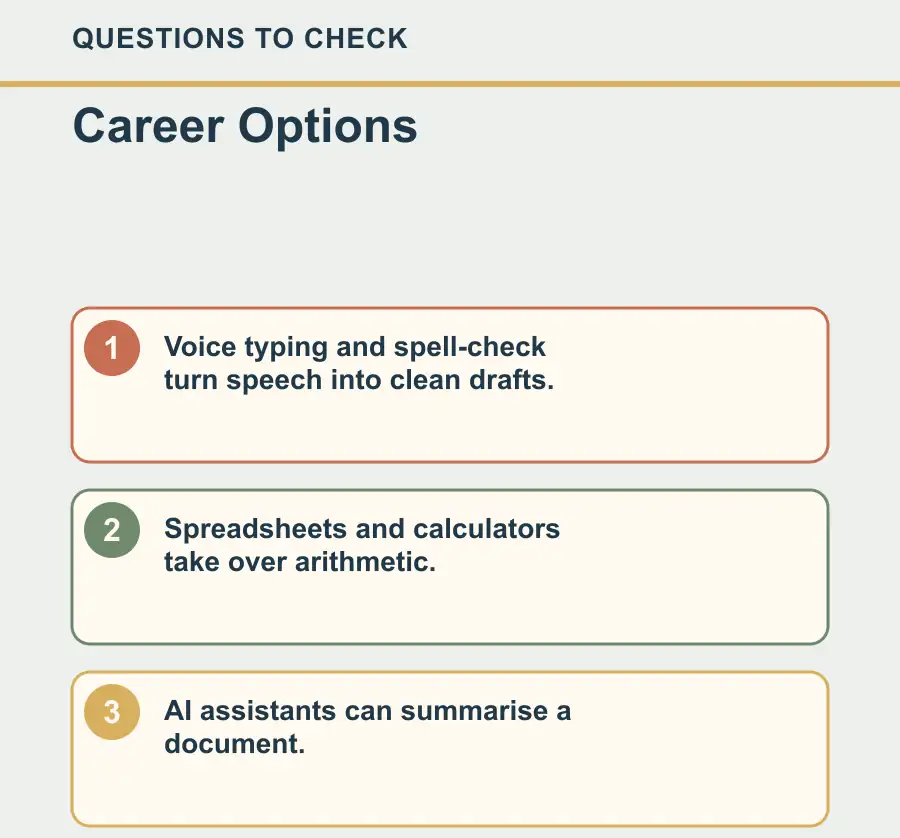 QUESTIONS TO CHECK
Career Options
1
Voice typing and spell-check
turn speech into clean drafts.
2
Spreadsheets and calculators
take over arithmetic.
3
AI assistants can summarise a
document.